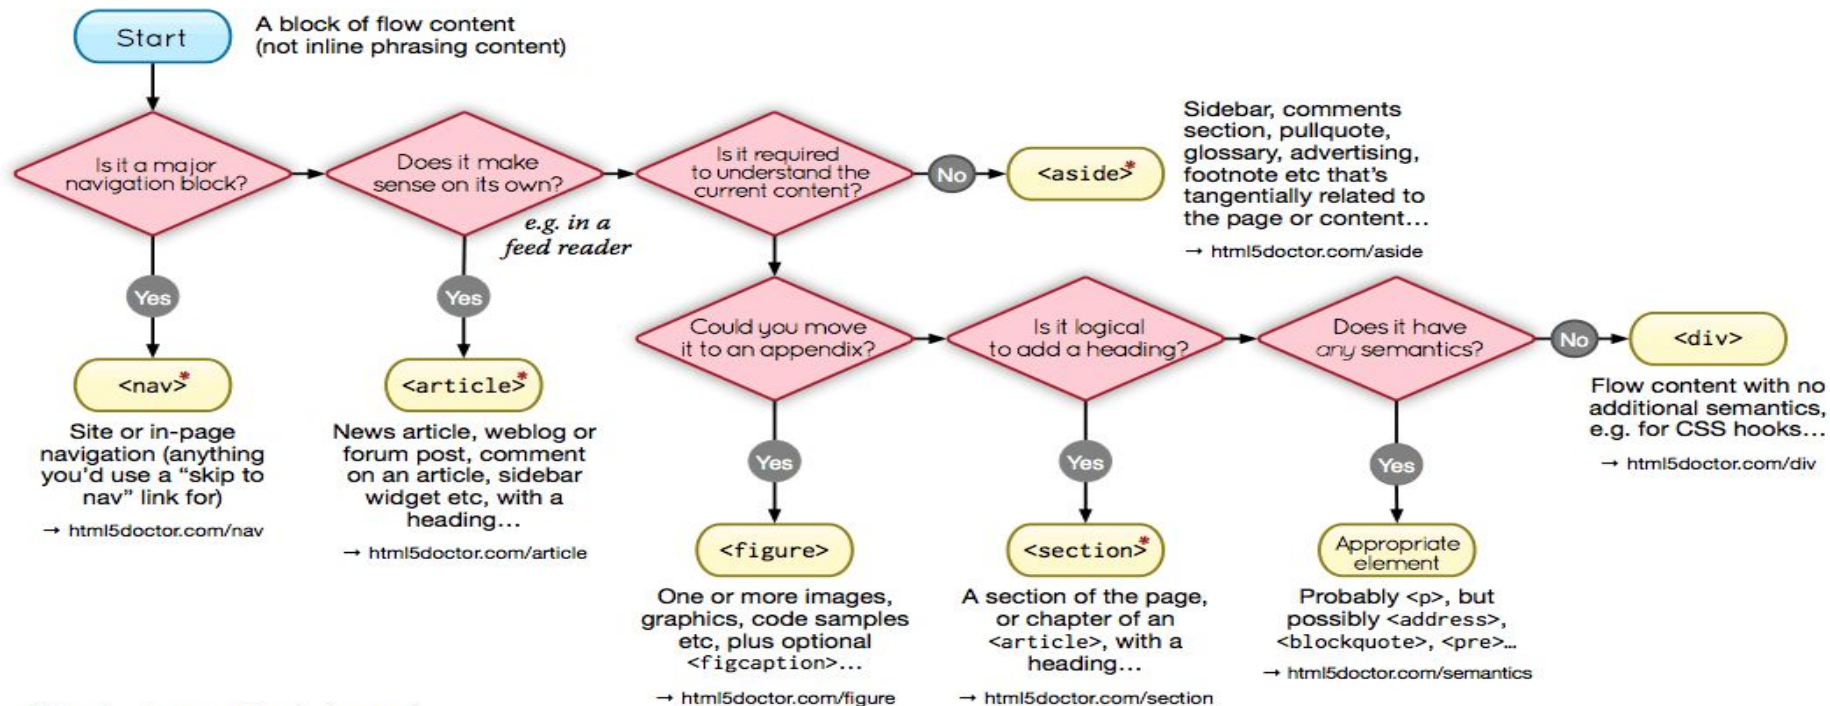 Start
A block of flow content
(not inline phrasing content)
Is it a major
navigation block?
Does it make
sense on its own?
e.g. in a
feed reader
Is it required
to understand the
current content?
No
<aside>*
Sidebar, comments
section, pullquote,
glossary, advertising,
footnote etc that's
tangentially related to
the page or content…
→ html5doctor.com/aside
Yes
<nav>*
Site or in-page
navigation (anything
you'd use a “skip to
nav” link for)
→ html5doctor.com/nav
Yes
<article>*
News article, weblog or
forum post, comment
on an article, sidebar
widget etc, with a
heading…
→ html5doctor.com/article
Could you move
it to an appendix?
Yes
<figure>
One or more images,
graphics, code samples
etc, plus optional
<figcaption>…
→ html5doctor.com/figure
Is it logical
to add a heading?
Yes
<section>*
A section of the page,
or chapter of an
<article>, with a
heading…
→ html5doctor.com/section
Does it have
any semantics?
Yes
Appropriate
element
Probably <p>, but
possibly <address>,
<blockquote>, <pre>…
→ html5doctor.com/semantics
No
<div>
Flow content with no
additional semantics,
e.g. for CSS hooks…
→ html5doctor.com/div